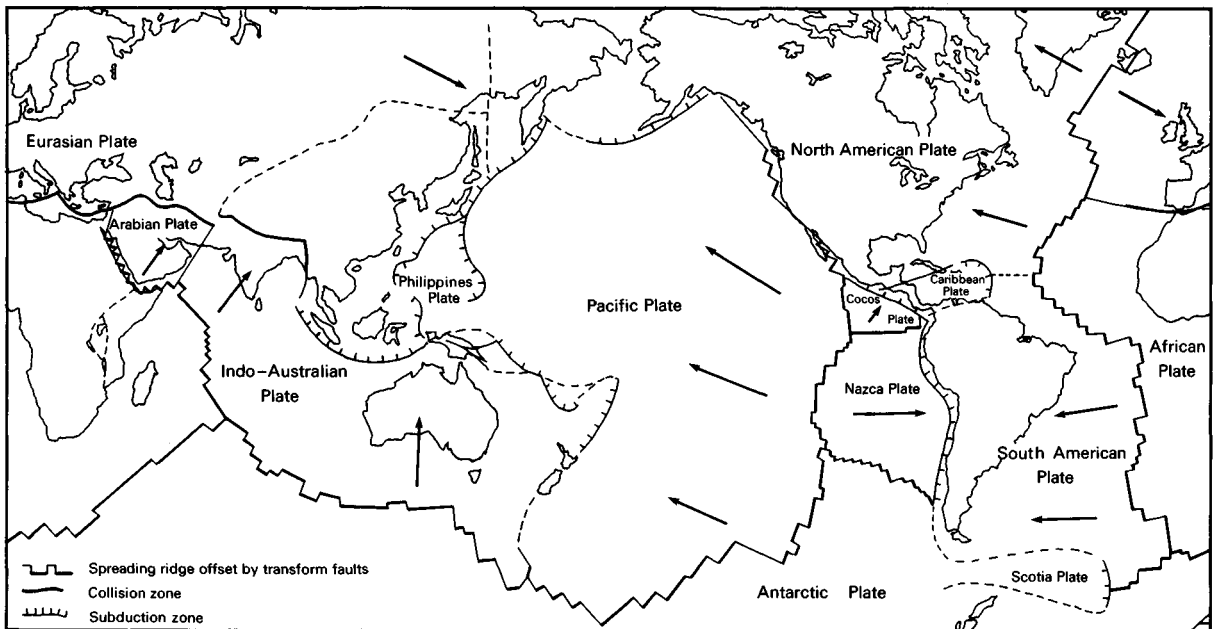 Eurasian Plate
North American Plate
Arabian Plate
Philippines
Plate
Pacific Plate
Caribbean
Plate
Cocos
Plate
African
Plate
Indo-Australian
Plate
Nazca Plate
South American
Plate
Spreading ridge offset by transform faults
Collision zone
Subduction zone
Antarctic Plate
Scotia Plate